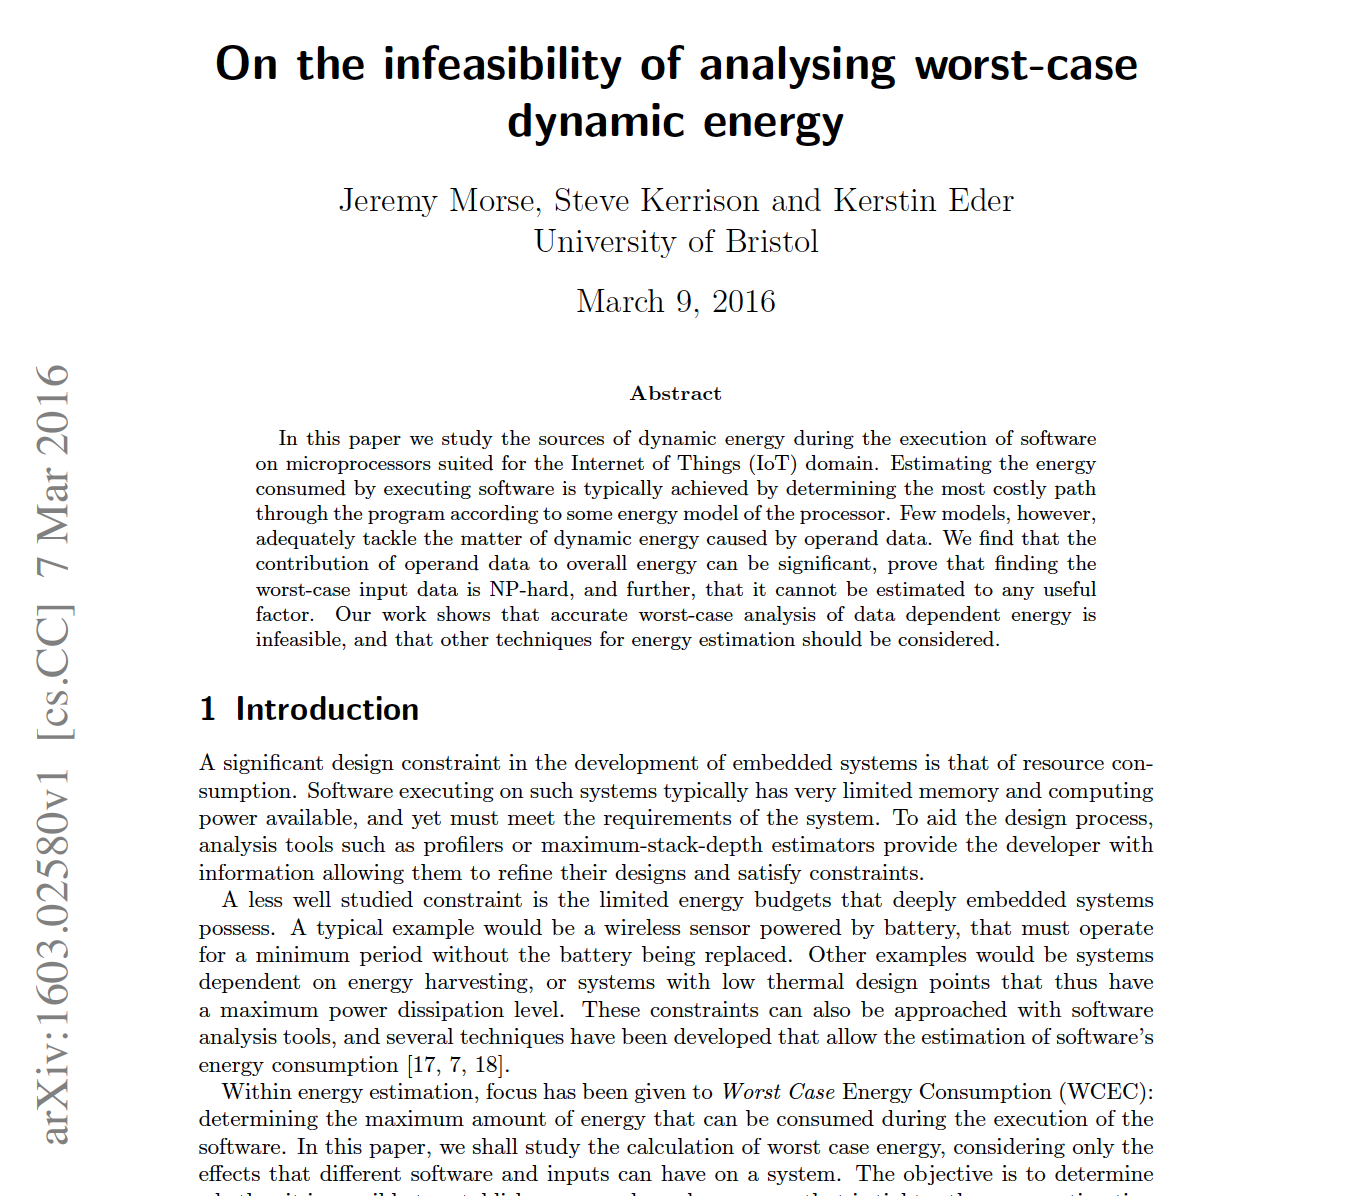 On the infeasibility of analysing worst-case
dynamic energy
Jeremy Morse, Steve Kerrison and Kerstin Eder
University of Bristol
March 9, 2016
arXiv:1603.02580v1 [cs.CC] 7 Mar 2016
Abstract
In this paper we study the sources of dynamic energy during the execution of software
on microprocessors suited for the Internet of Things (IoT) domain. Estimating the energy
consumed by executing software is typically achieved by determining the most costly path
through the program according to some energy model of the processor. Few models, however,
adequately tackle the matter of dynamic energy caused by operand data. We find that the
contribution of operand data to overall energy can be significant, prove that finding the
worst-case input data is NP-hard, and further, that it cannot be estimated to any useful
factor. Our work shows that accurate worst-case analysis of data dependent energy is
infeasible, and that other techniques for energy estimation should be considered.
1 Introduction
A significant design constraint in the development of embedded systems is that of resource con-
sumption. Software executing on such systems typically has very limited memory and computing
power available, and yet must meet the requirements of the system. To aid the design process,
analysis tools such as profilers or maximum-stack-depth estimators provide the developer with
information allowing them to refine their designs and satisfy constraints.
A less well studied constraint is the limited energy budgets that deeply embedded systems
possess. A typical example would be a wireless sensor powered by battery, that must operate
for a minimum period without the battery being replaced. Other examples would be systems
dependent on energy harvesting, or systems with low thermal design points that thus have
a maximum power dissipation level. These constraints can also be approached with software
analysis tools, and several techniques have been developed that allow the estimation of software's
energy consumption [17, 7, 18].
Within energy estimation, focus has been given to Worst Case Energy Consumption (WCEC):
determining the maximum amount of energy that can be consumed during the execution of the
software. In this paper, we shall study the calculation of worst case energy, considering only the
effects that different software and inputs can have on a system. The objective is to determine